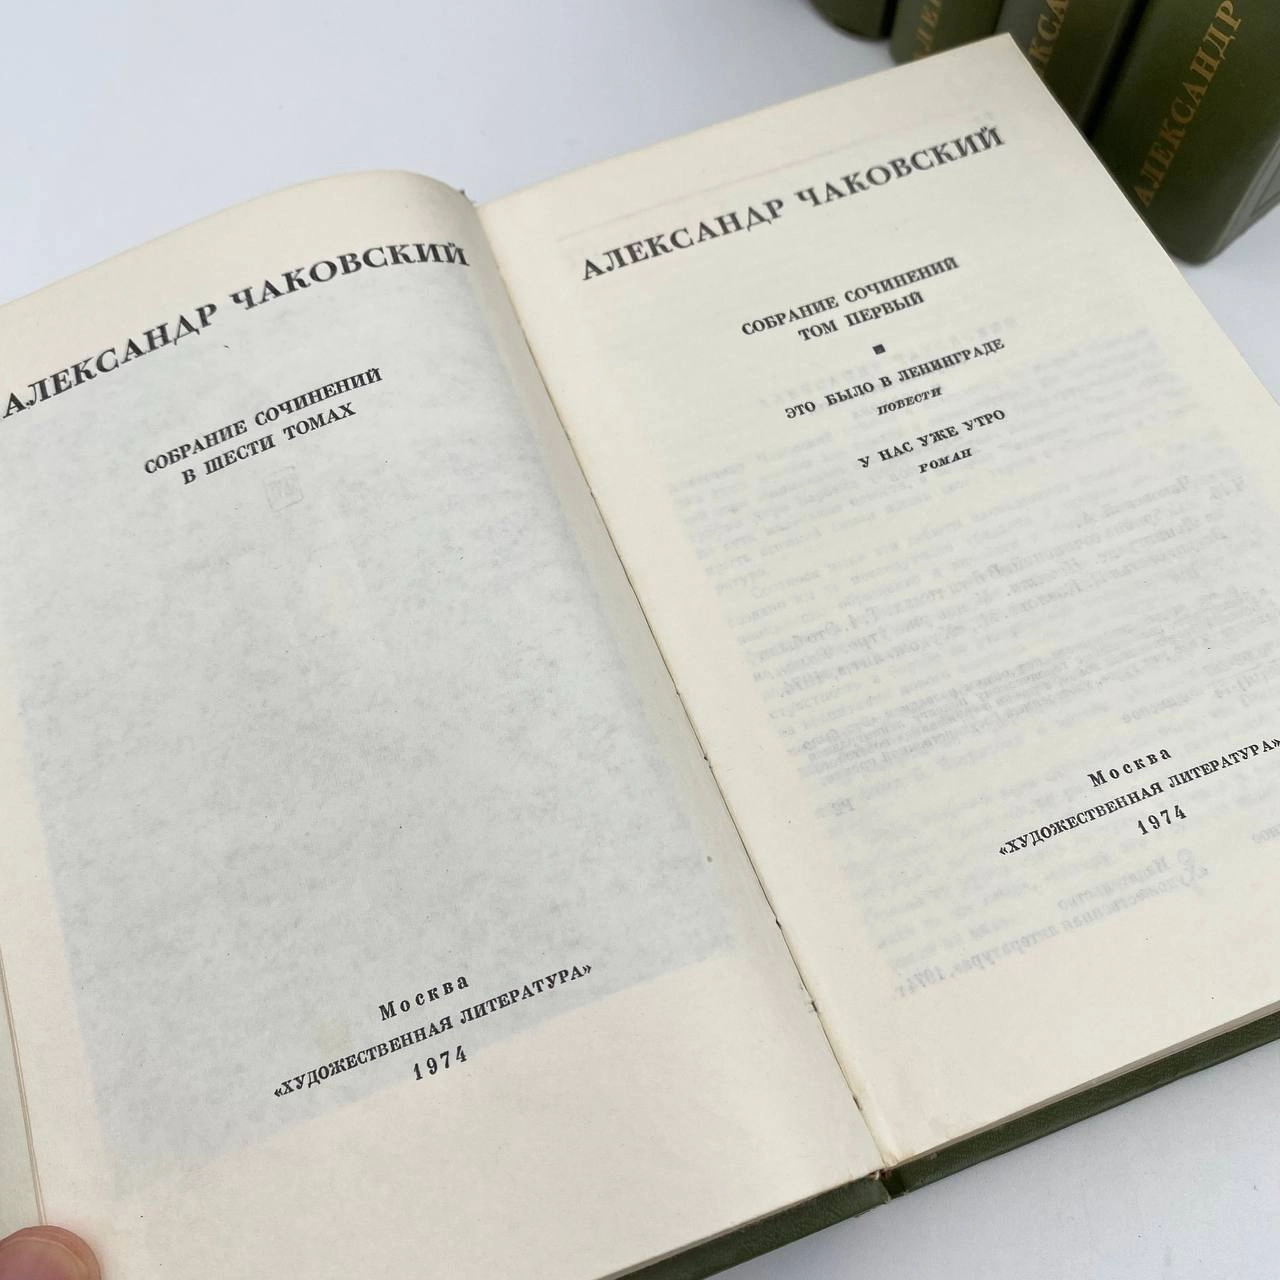 АЛЕКСАНДР ЧАКОВСКИЙ
СОБРАНИЕ СОЧИНЕНИЙ
В ШЕСТИ ТОМАХ
Москва
«ХУДОЖЕСТВЕННАЯ ЛИТЕРАТУРА»
1974
АЛЕКСАНДР ЧАКОВСКИЙ
СОБРАНИЕ СОЧИНЕНИЙ
ТОМ ПЕРВЫЙ
ЭТО БЫЛО В ЛЕНИНГРАДЕ
ПОВЕСТИ
У НАС УЖЕ УТРО
РОМАН
Москва
«ХУДОЖЕСТВЕННАЯ ЛИТЕРАТУРА»
1974
АЛЕКСАНДР